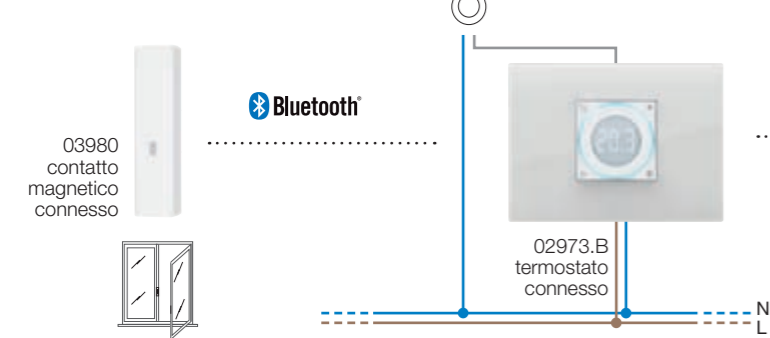 Bluetooth®
03980
contatto
magnetico
connesso
02973.B
termostato
connesso
N
L